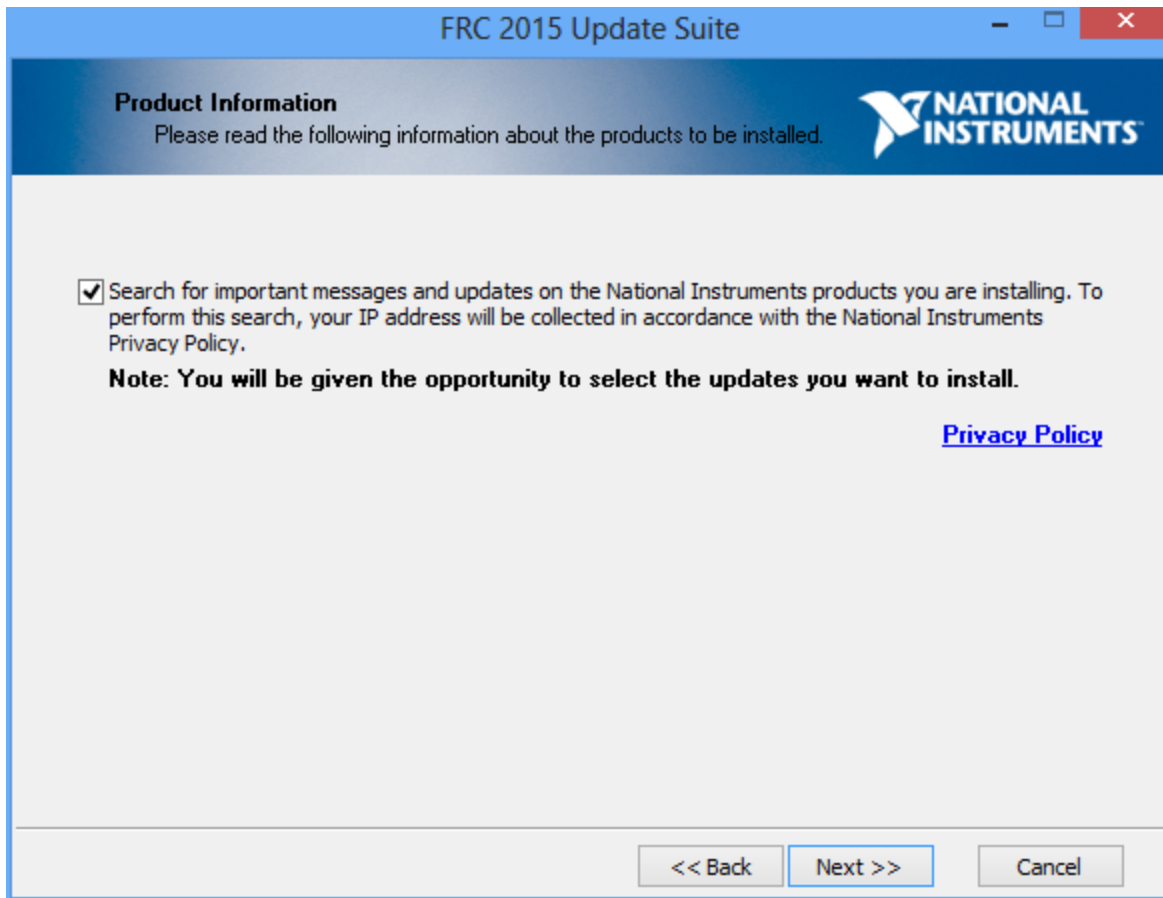 FRC 2015 Update Suite
Product Information
Please read the following information about the products to be installed.
NATIONAL
INSTRUMENTS
Search for important messages and updates on the National Instruments products you are installing. To
perform this search, your IP address will be collected in accordance with the National Instruments
Privacy Policy.
Note: You will be given the opportunity to select the updates you want to install.
Privacy Policy
<< Back
Next >>
Cancel